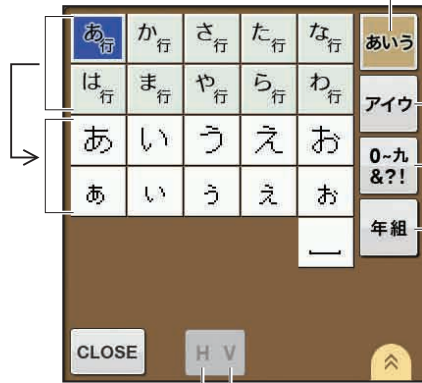 あ行 か行 さ行 た行 な行 あいう
は行 ま行 や行 ら行 わ行 アイウ
あ い う え お 0~九&?!
ぁ ぃ ぅ ぇ ぉ 年組
CLOSE H V